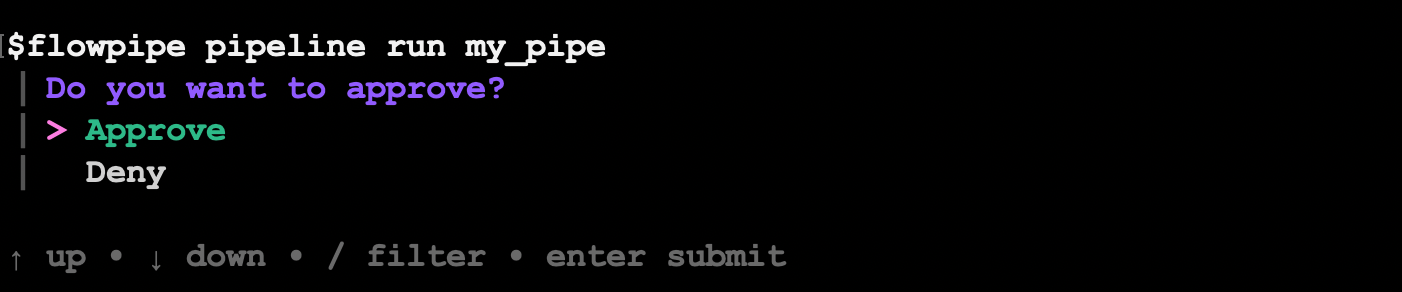 $flowpipe pipeline run my_pipe
Do you want to approve?
> Approve
Deny
↑ up • ↓ down • / filter • enter submit